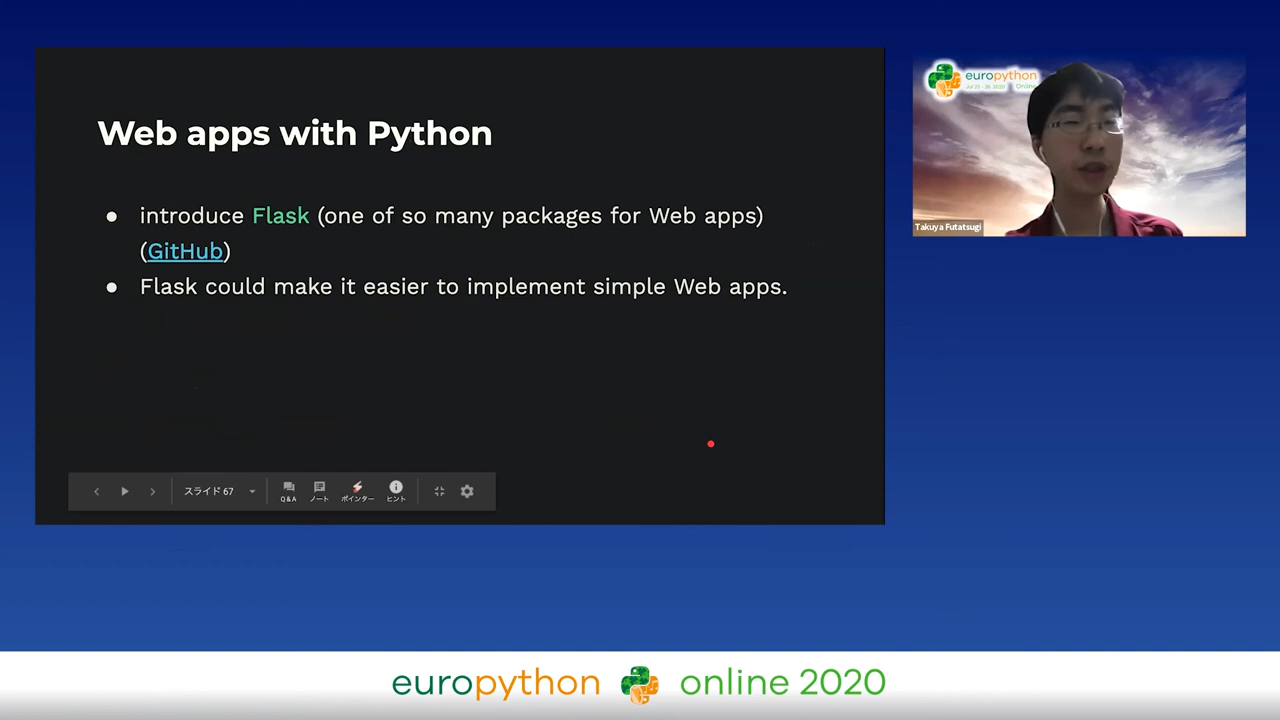 Web apps with Python
● introduce Flask (one of so many packages for Web apps)
(GitHub)
● Flask could make it easier to implement simple Web apps.
スライド 67
Q&A
ノート
ポインター
ヒント
europython
Jul 23 - 26 2020
Online
Takuya Futatsugi
europython online 2020